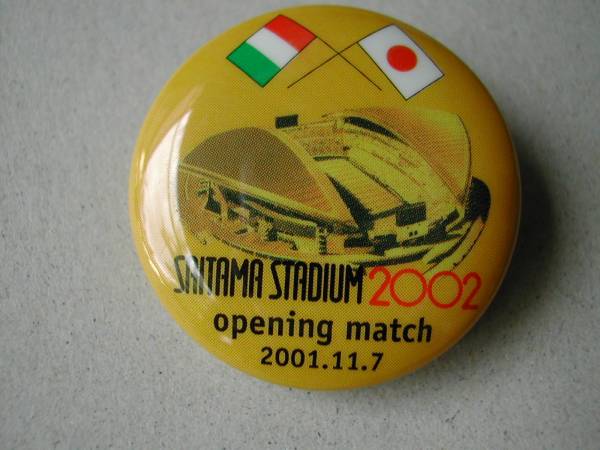 SAITAMA STADIUM 2002
opening match
2001.11.7